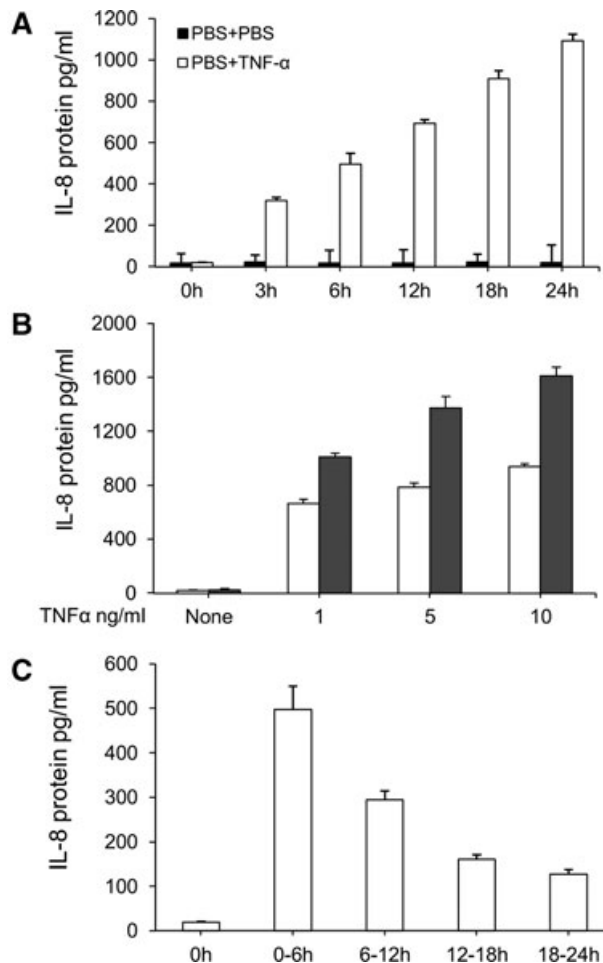 A
IL-8 protein pg/ml
1200
1000
800
600
400
200
0
PBS+PBS
PBS+TNF-α
0h 3h 6h 12h 18h 24h
B
IL-8 protein pg/ml
2000
1600
1200
800
400
0
TNFα ng/ml None 1 5 10
C
IL-8 protein pg/ml
600
500
400
300
200
100
0
0h 0-6h 6-12h 12-18h 18-24h